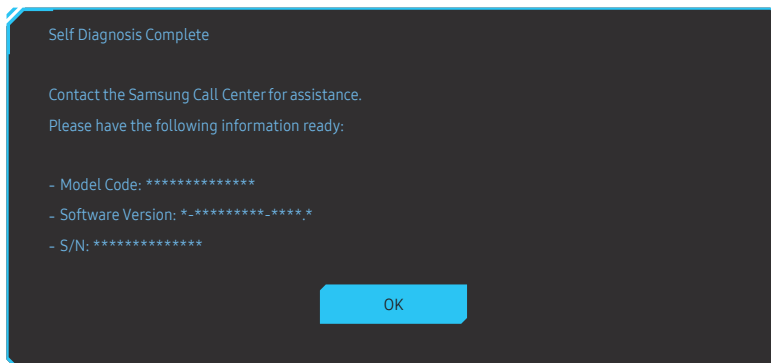 Self Diagnosis Complete
Contact the Samsung Call Center for assistance.
Please have the following information ready:
- Model Code: **************
- Software Version: *-*********-****.*
- S/N: **************
OK